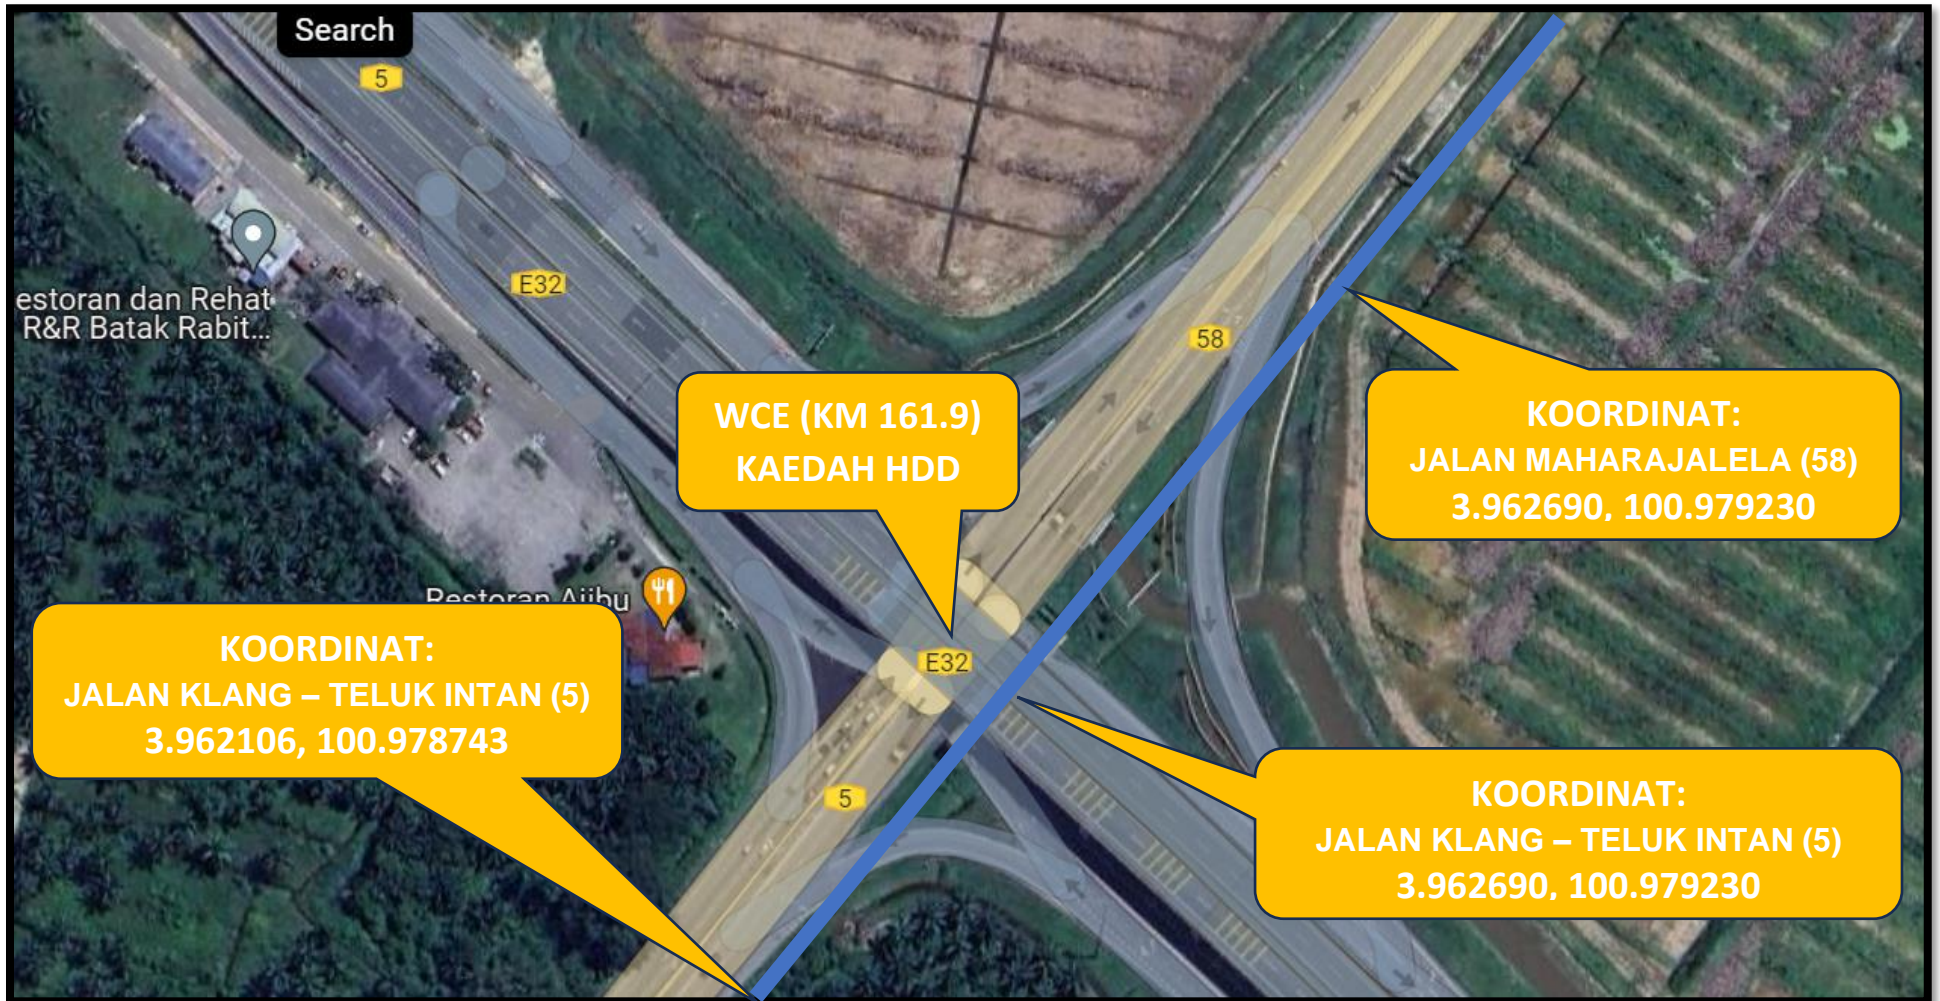 Search
5
E32
estoran dan Rehat
R&R Batak Rabit...
58
WCE (KM 161.9)
KAEDAH HDD
KOORDINAT:
JALAN MAHARAJALELA (58)
3.962690, 100.979230
Restoran Ajibu
KOORDINAT:
JALAN KLANG – TELUK INTAN (5)
3.962106, 100.978743
E32
5
KOORDINAT:
JALAN KLANG – TELUK INTAN (5)
3.962690, 100.979230